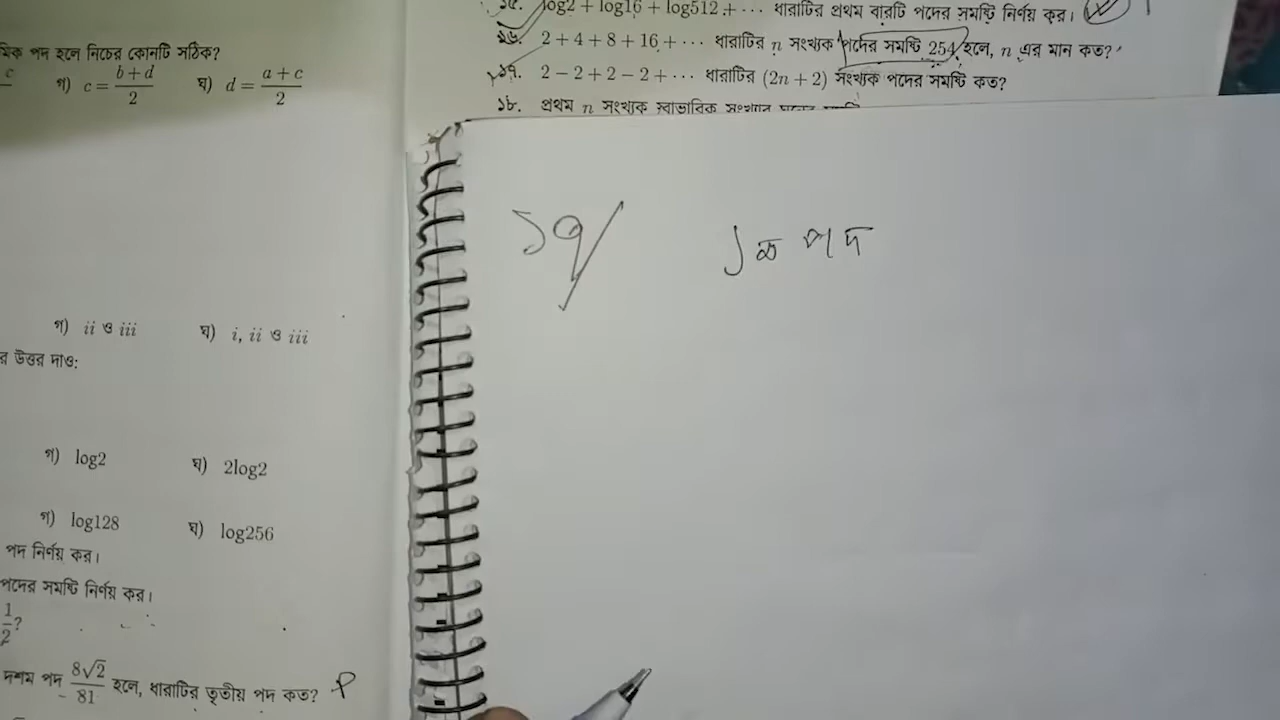 মিক পদ হলে নিচের কোনটি সঠিক?
গ) c = \frac{b+d}{2} ঘ) d = \frac{a+c}{2}
গ) ii ও iii ঘ) i, ii ও iii
র উত্তর দাও:
গ) log2 ঘ) 2log2
গ) log128 ঘ) log256
পদ নির্ণয় কর।
পদের সমষ্টি নির্ণয় কর।
\frac{1}{2}?
দশম পদ \frac{8√2}{81} হলে, ধারাটির তৃতীয় পদ কত? P
১৫. log2 + log16 + log512 + ··· ধারাটির প্রথম বারটি পদের সমষ্টি নির্ণয় কর।
১৬. 2 + 4 + 8 + 16 + ··· ধারাটির n সংখ্যক পদের সমষ্টি 254 হলে, n এর মান কত?
১৭. 2 − 2 + 2 − 2 + ··· ধারাটির (2n + 2) সংখ্যক পদের সমষ্টি কত?
১৮. প্রথম n সংখ্যক স্বাভাবিক সংখ্যার
১৭/ ১ম পদ